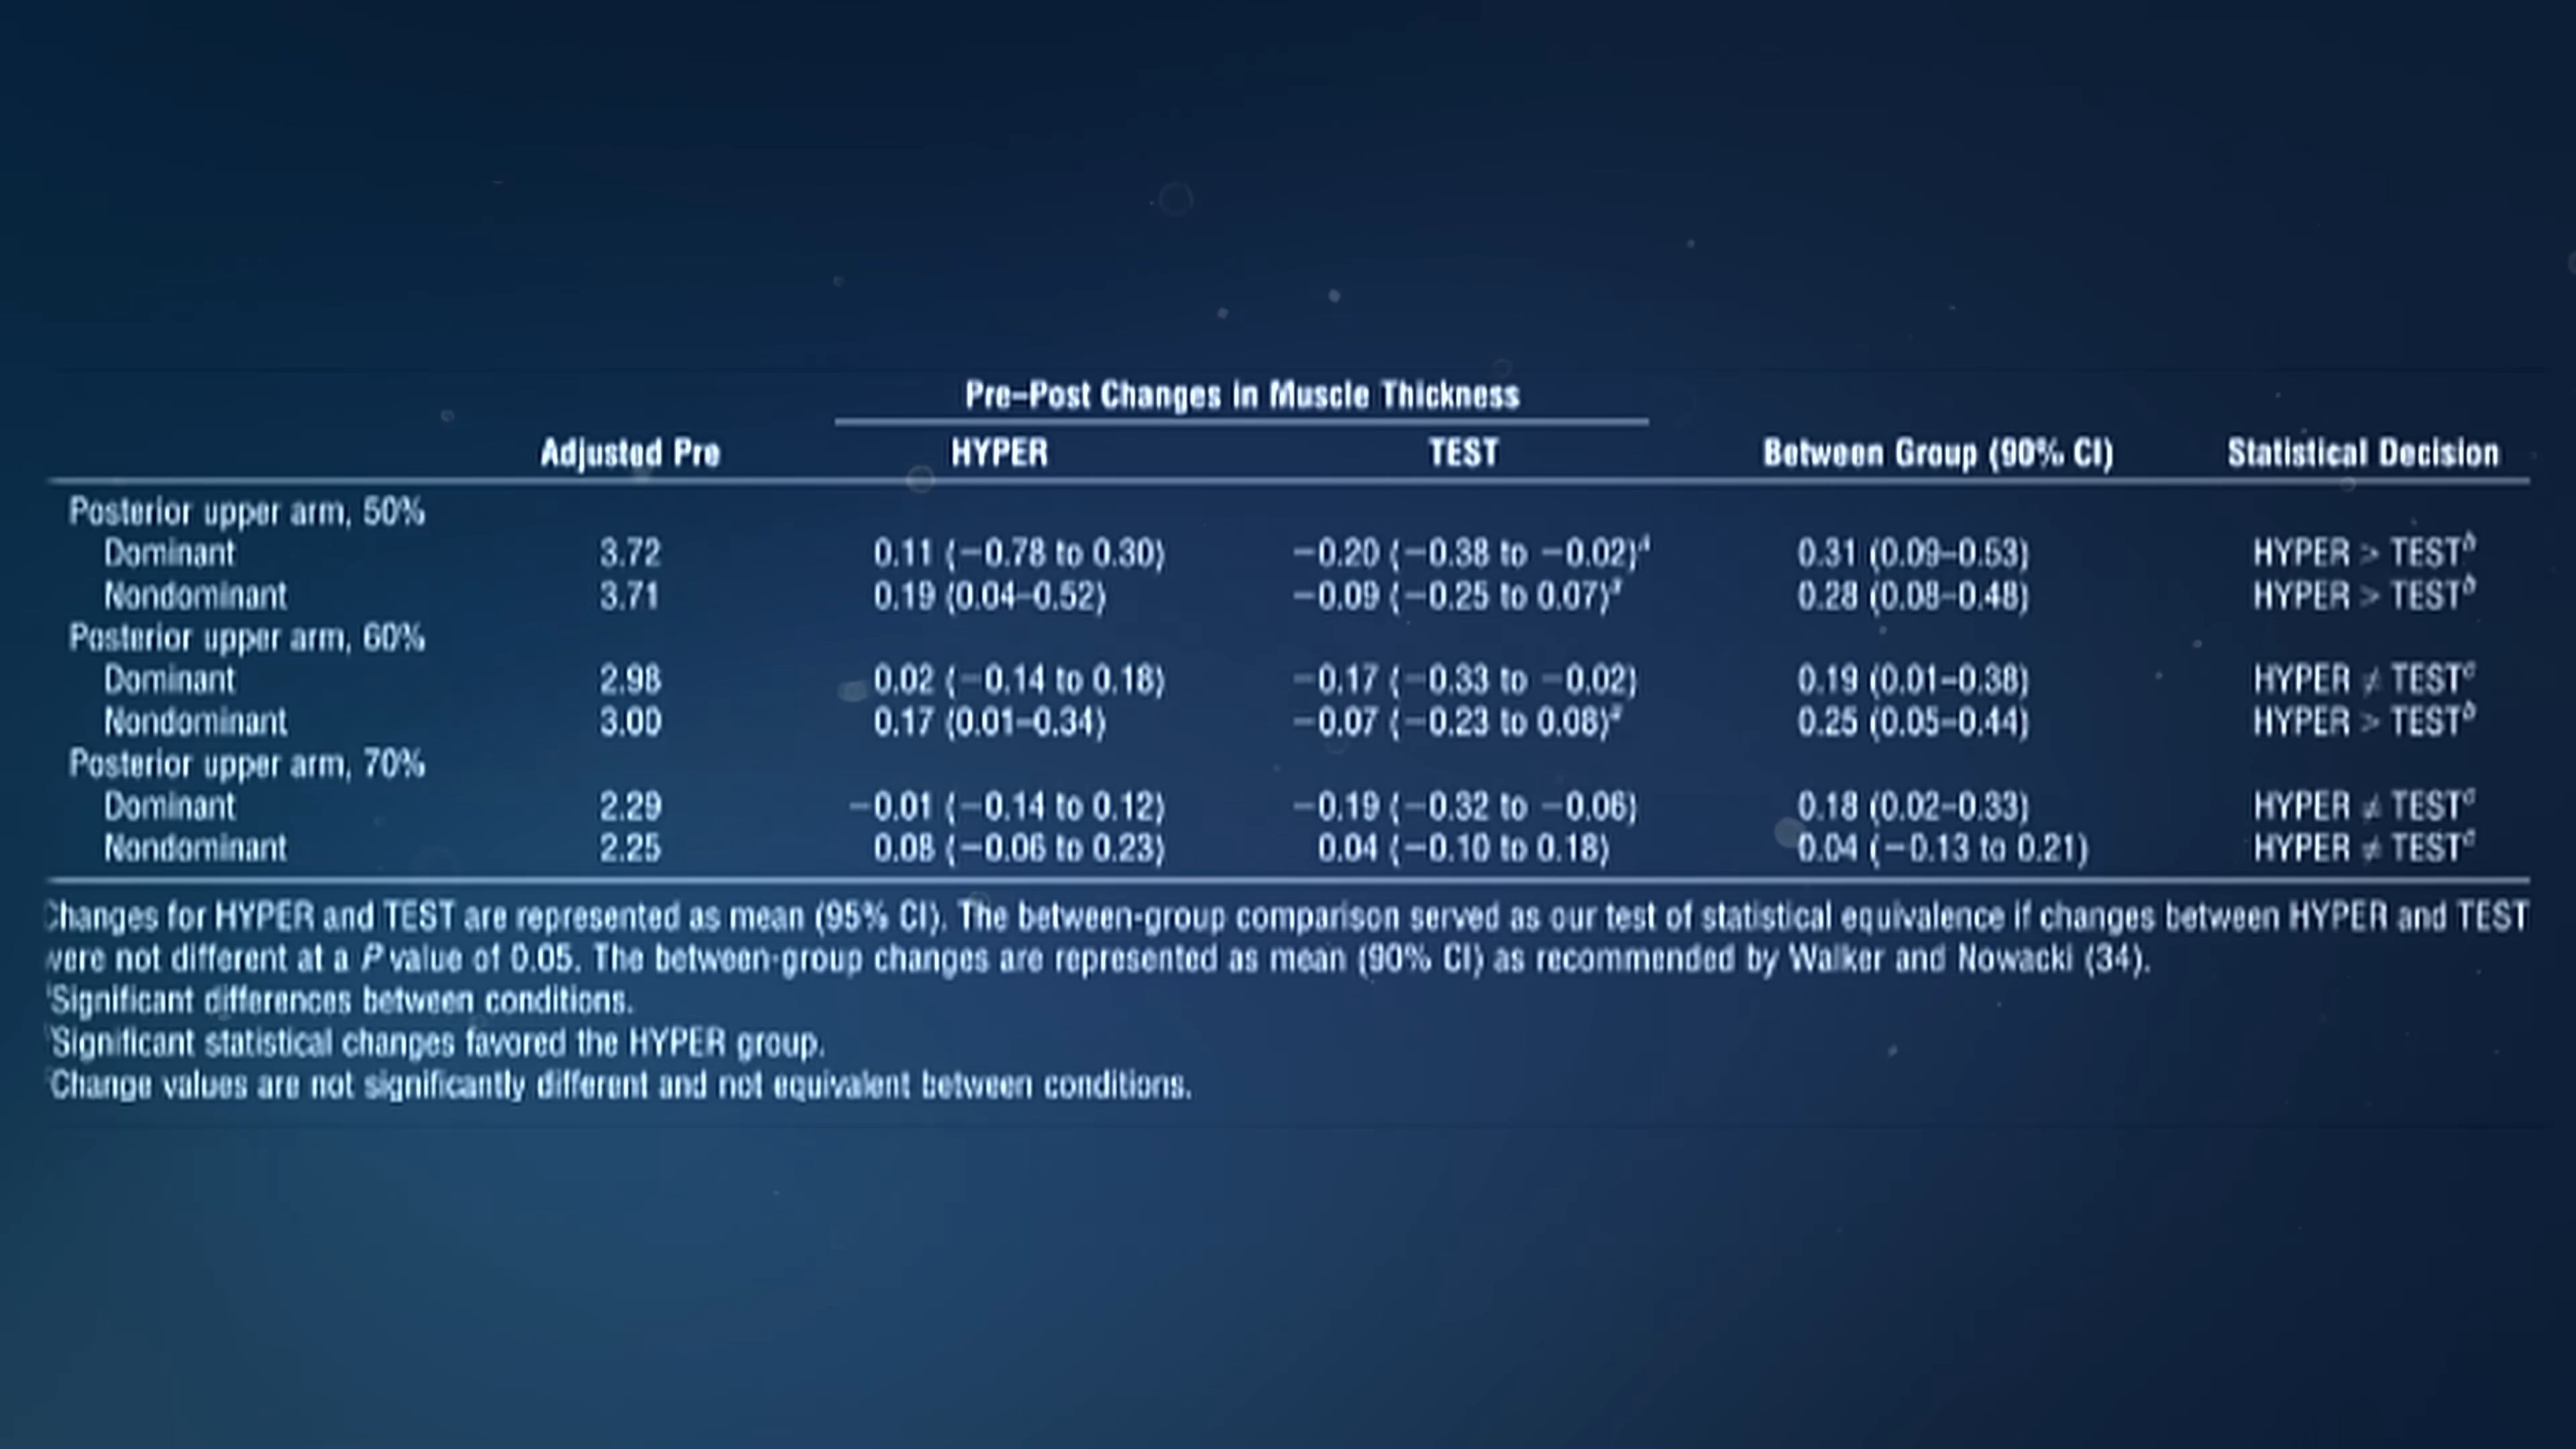 Pre–Post Changes in Muscle Thickness
Adjusted Pre HYPER TEST Between Group (90% CI) Statistical Decision
Posterior upper arm, 50%
Dominant 3.72 0.11 (−0.78 to 0.30) −0.20 (−0.38 to −0.02) 0.31 (0.09–0.53) HYPER > TESTᵇ
Nondominant 3.71 0.19 (0.04–0.52) −0.09 (−0.25 to 0.07) 0.28 (0.08–0.48) HYPER > TESTᵇ
Posterior upper arm, 60%
Dominant 2.98 0.02 (−0.14 to 0.18) −0.17 (−0.33 to −0.02) 0.19 (0.01–0.38) HYPER ≠ TEST
Nondominant 3.00 0.17 (0.01–0.34) −0.07 (−0.23 to 0.08) 0.25 (0.05–0.44) HYPER > TESTᵇ
Posterior upper arm, 70%
Dominant 2.29 −0.01 (−0.14 to 0.12) −0.19 (−0.32 to −0.06) 0.18 (0.02–0.33) HYPER ≠ TEST
Nondominant 2.25 0.08 (−0.06 to 0.23) 0.04 (−0.10 to 0.18) 0.04 (−0.13 to 0.21) HYPER ≠ TEST
Changes for HYPER and TEST are represented as mean (95% CI). The between-group comparison served as our test of statistical equivalence if changes between HYPER and TEST
were not different at a P value of 0.05. The between-group changes are represented as mean (90% CI) as recommended by Walker and Nowacki (34).
Significant differences between conditions.
Significant statistical changes favored the HYPER group.
Change values are not significantly different and not equivalent between conditions.